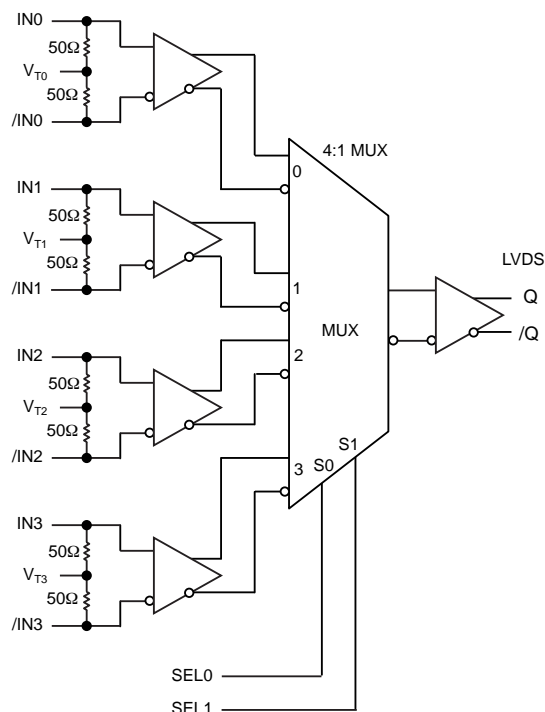 IN0
50Ω
VT0
50Ω
/IN0
4:1 MUX
0
IN1
50Ω
VT1
50Ω
/IN1
1
LVDS
Q
/Q
MUX
IN2
50Ω
VT2
50Ω
/IN2
2
S1
S0
3
IN3
50Ω
VT3
50Ω
/IN3
SEL0
SEL1